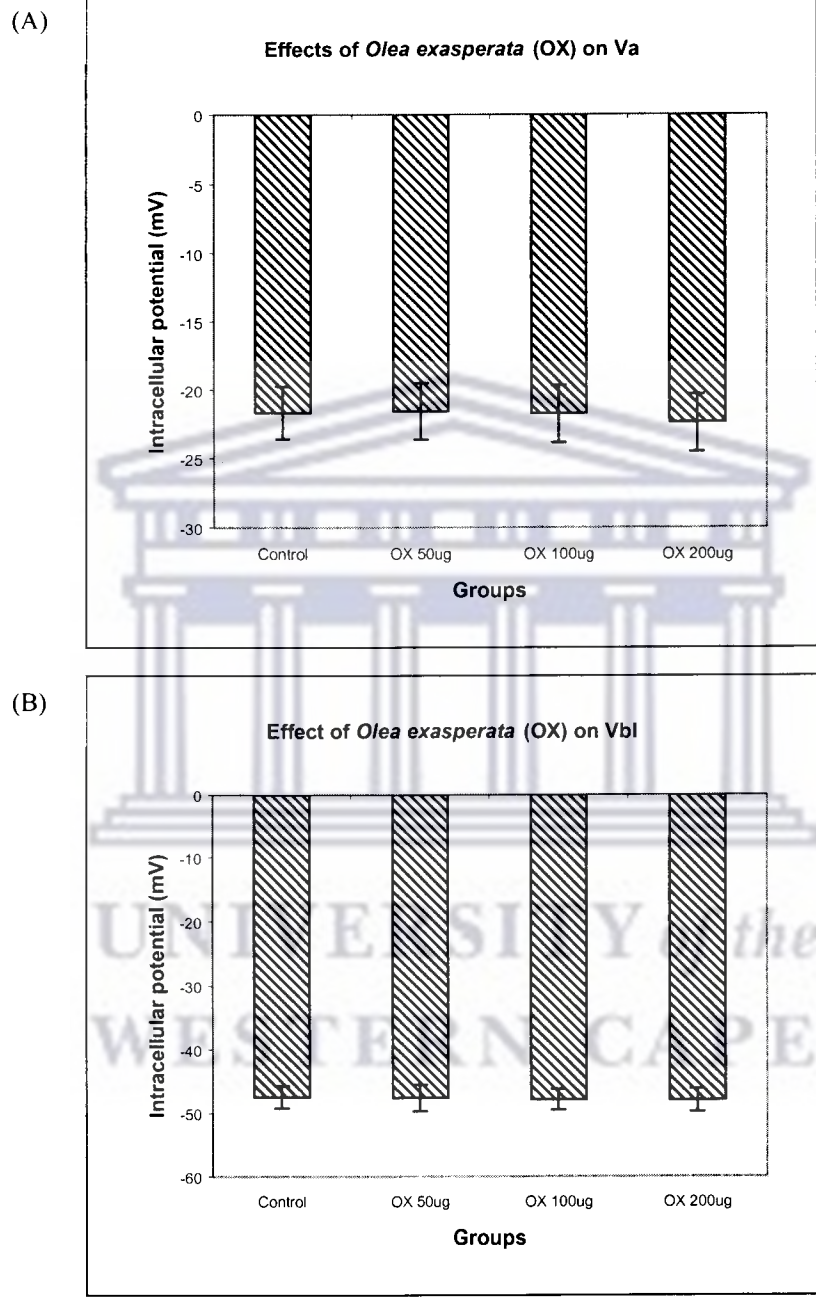 (A)
Effects of Olea exasperata (OX) on Va
Intracellular potential (mV)
0
-5
-10
-15
-20
-25
-30
Control OX 50ug OX 100ug OX 200ug
Groups
(B)
Effect of Olea exasperata (OX) on Vbl
Intracellular potential (mV)
0
-10
-20
-30
-40
-50
-60
Control OX 50ug OX 100ug OX 200ug
Groups
UNIVERSITY of the
WESTERN CAPE